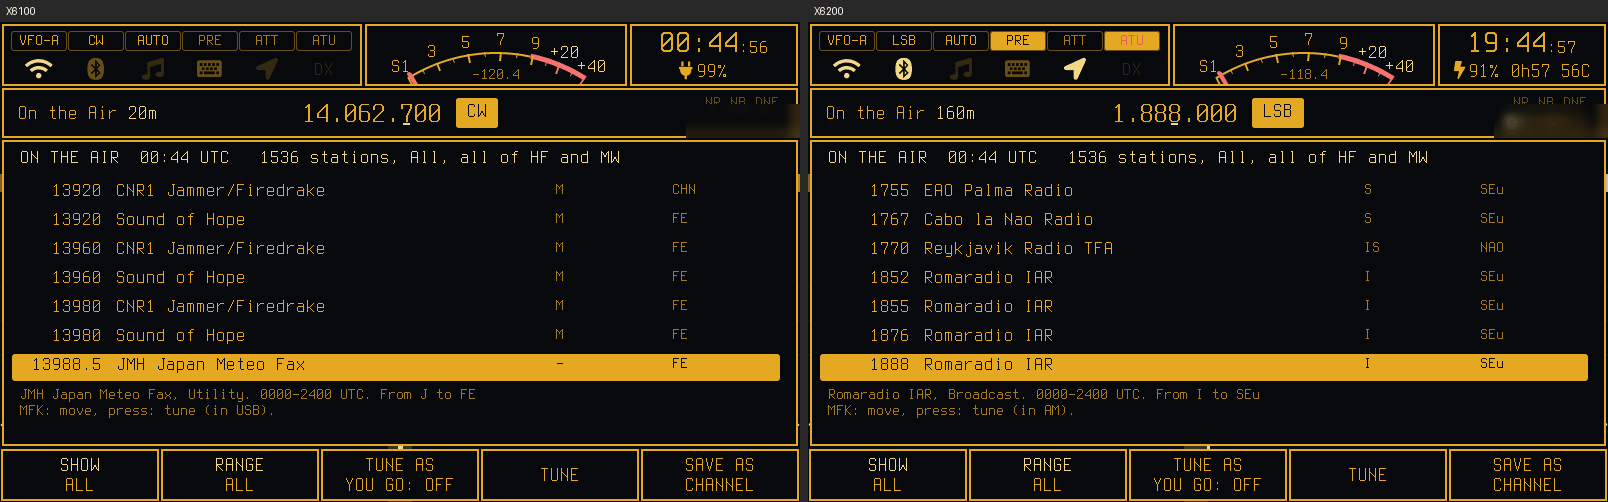 X6100
VFO-A CW AUTO PRE ATT ATU
DX
S1 3 5 7 9 +20 +40
-120.4
00:44:56
99%
On the Air 20m 14.062.700 CW
NR NB DNF
ON THE AIR 00:44 UTC 1536 stations, All, all of HF and MW
13920 CNR1 Jammer/Firedrake M CHN
13920 Sound of Hope M FE
13960 CNR1 Jammer/Firedrake M FE
13960 Sound of Hope M FE
13980 CNR1 Jammer/Firedrake M FE
13980 Sound of Hope M FE
13988.5 JMH Japan Meteo Fax - FE
JMH Japan Meteo Fax, Utility. 0000-2400 UTC. From J to FE
MFK: move, press: tune (in USB).
SHOW
ALL
RANGE
ALL
TUNE AS
YOU GO: OFF
TUNE
SAVE AS
CHANNEL
X6200
VFO-A LSB AUTO PRE ATT ATU
DX
S1 3 5 7 9 +20 +40
-118.4
19:44:57
91% 0h57 56C
On the Air 160m 1.888.000 LSB
NR NB DNF
ON THE AIR 00:44 UTC 1536 stations, All, all of HF and MW
1755 EAO Palma Radio S SEu
1767 Cabo la Nao Radio S SEu
1770 Reykjavik Radio TFA IS NAO
1852 Romaradio IAR I SEu
1855 Romaradio IAR I SEu
1876 Romaradio IAR I SEu
1888 Romaradio IAR I SEu
Romaradio IAR, Broadcast. 0000-2400 UTC. From I to SEu
MFK: move, press: tune (in AM).
SHOW
ALL
RANGE
ALL
TUNE AS
YOU GO: OFF
TUNE
SAVE AS
CHANNEL